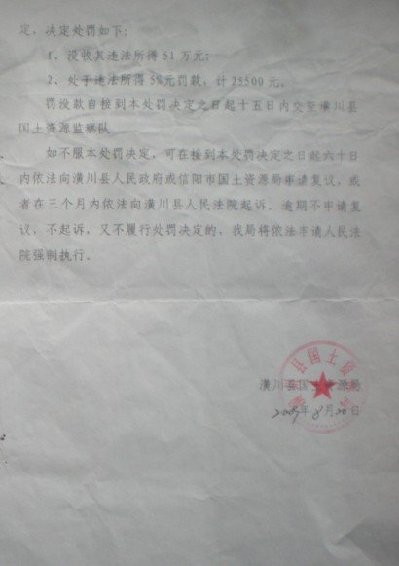 定，决定处罚如下：
1、没收其违法所得51万元；
2、处于违法所得5%元罚款，计25500元。
罚没款自接到本处罚决定之日起十五日内交至潢川县
国土资源监察队
如不服本处罚决定，可在接到本处罚决定之日起六十日
内依法向潢川县人民政府或信阳市国土资源局申请复议，或
者在三个月内依法向潢川县人民法院起诉。逾期不申请复
议，不起诉，又不履行处罚决定的，我局将依法申请人民法
院强制执行。
县国土资
潢川县国土资源局
2009年8月20日